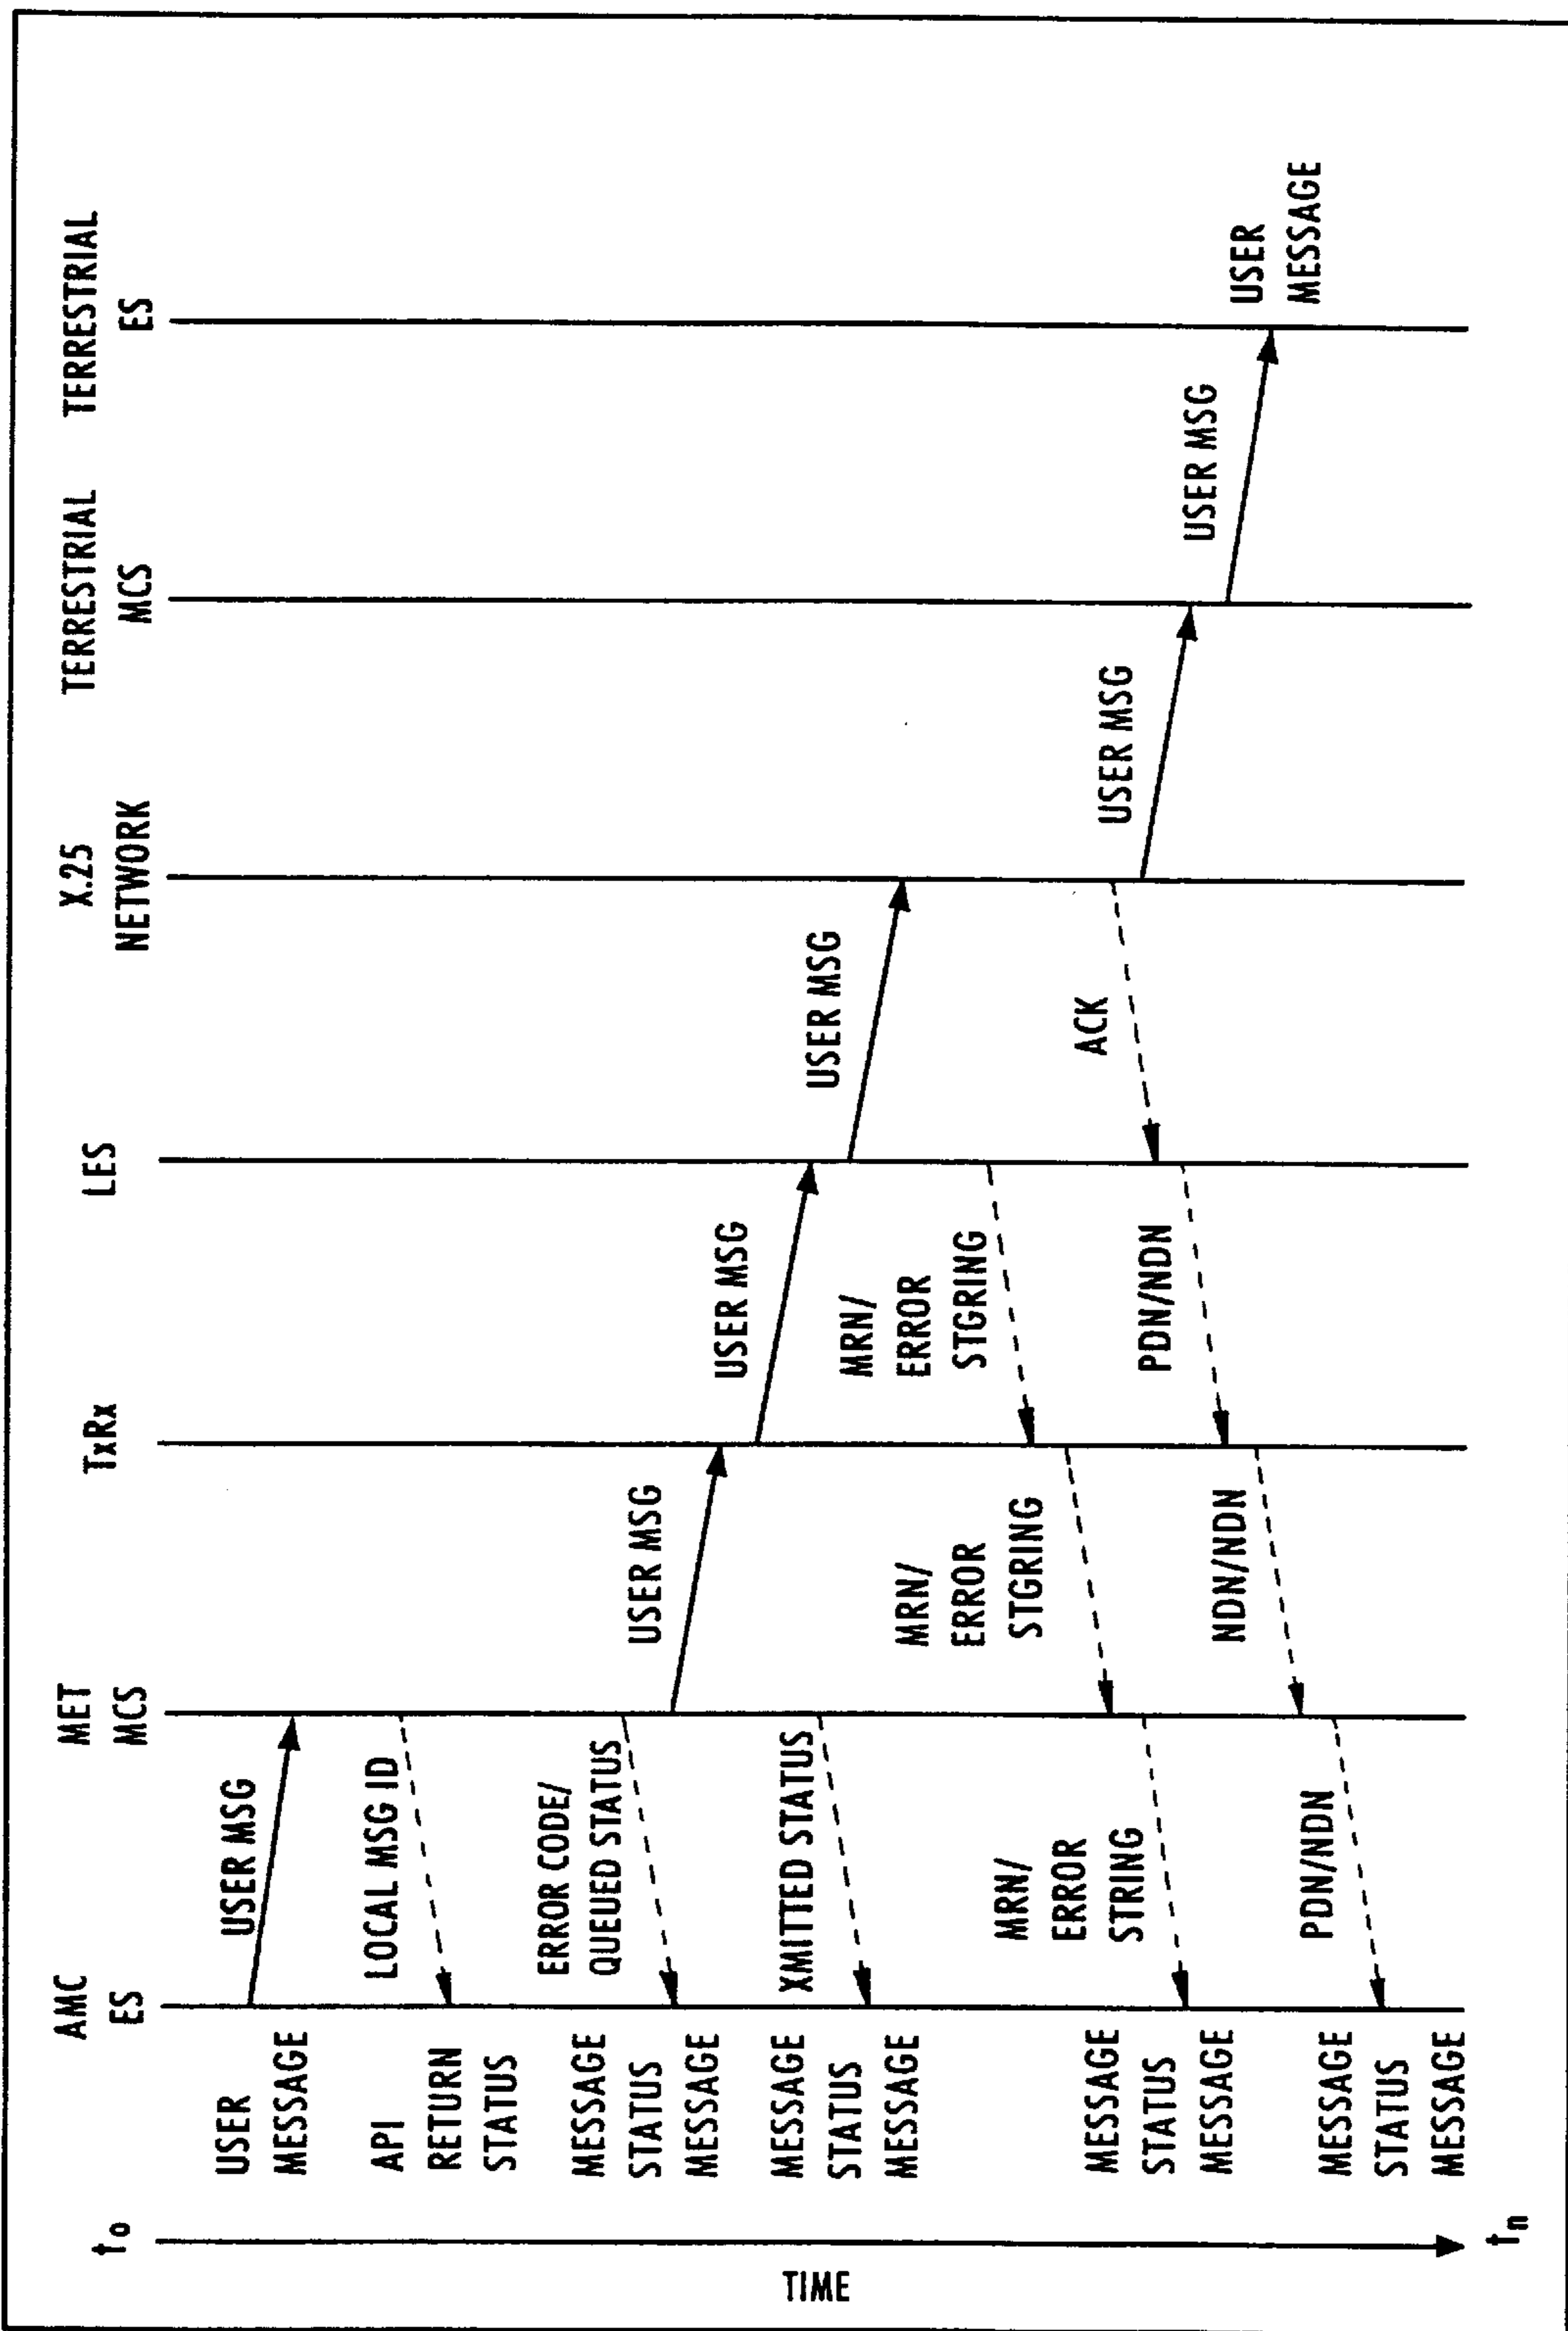 AMC
ES
MET
MCS
TxRx
LES
X.25
NETWORK
TERRESTRIAL
MCS
TERRESTRIAL
ES
to
TIME
tn
USER
MESSAGE
USER MSG
API
RETURN
STATUS
LOCAL MSG ID
MESSAGE
STATUS
MESSAGE
ERROR CODE/
QUEUED STATUS
USER MSG
USER MSG
USER MSG
MESSAGE
STATUS
MESSAGE
XMITTED STATUS
MRN/
ERROR
STGRING
MRN/
ERROR
STGRING
MESSAGE
STATUS
MESSAGE
MRN/
ERROR
STRING
ACK
USER MSG
USER MSG
USER
MESSAGE
PDN/NDN
NDN/NDN
MESSAGE
STATUS
MESSAGE
PDN/NDN